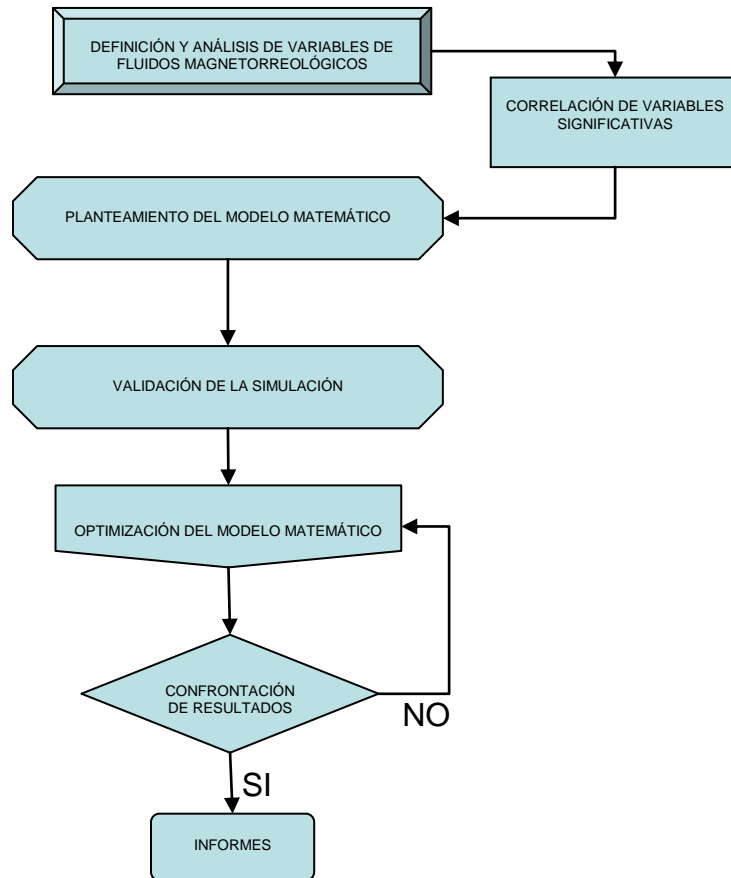 DEFINICIÓN Y ANÁLISIS DE VARIABLES DE
FLUIDOS MAGNETORREOLÓGICOS
CORRELACIÓN DE VARIABLES
SIGNIFICATIVAS
PLANTEAMIENTO DEL MODELO MATEMÁTICO
VALIDACIÓN DE LA SIMULACIÓN
OPTIMIZACIÓN DEL MODELO MATEMÁTICO
CONFRONTACIÓN
DE RESULTADOS
NO
SI
INFORMES